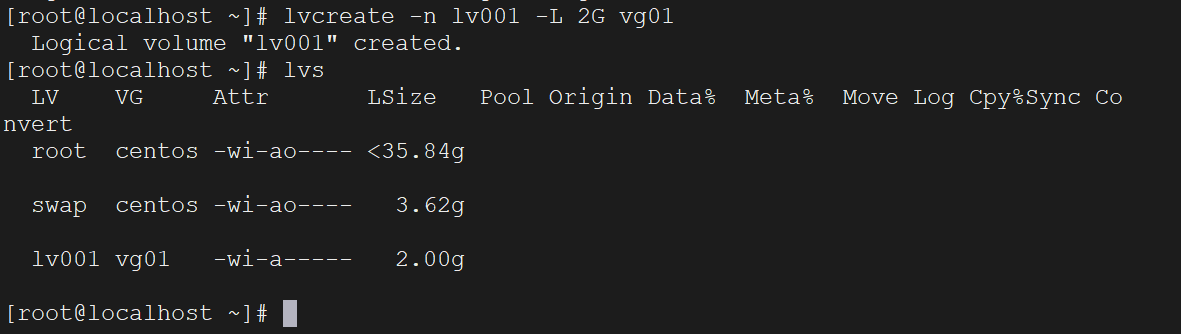 [root@localhost ~]# lvcreate -n lv001 -L 2G vg01
  Logical volume "lv001" created.
[root@localhost ~]# lvs
  LV    VG     Attr       LSize   Pool Origin Data%  Meta%  Move Log Cpy%Sync Co
nvert
  root  centos -wi-ao---- <35.84g
  swap  centos -wi-ao----   3.62g
  lv001 vg01   -wi-a-----   2.00g
[root@localhost ~]#